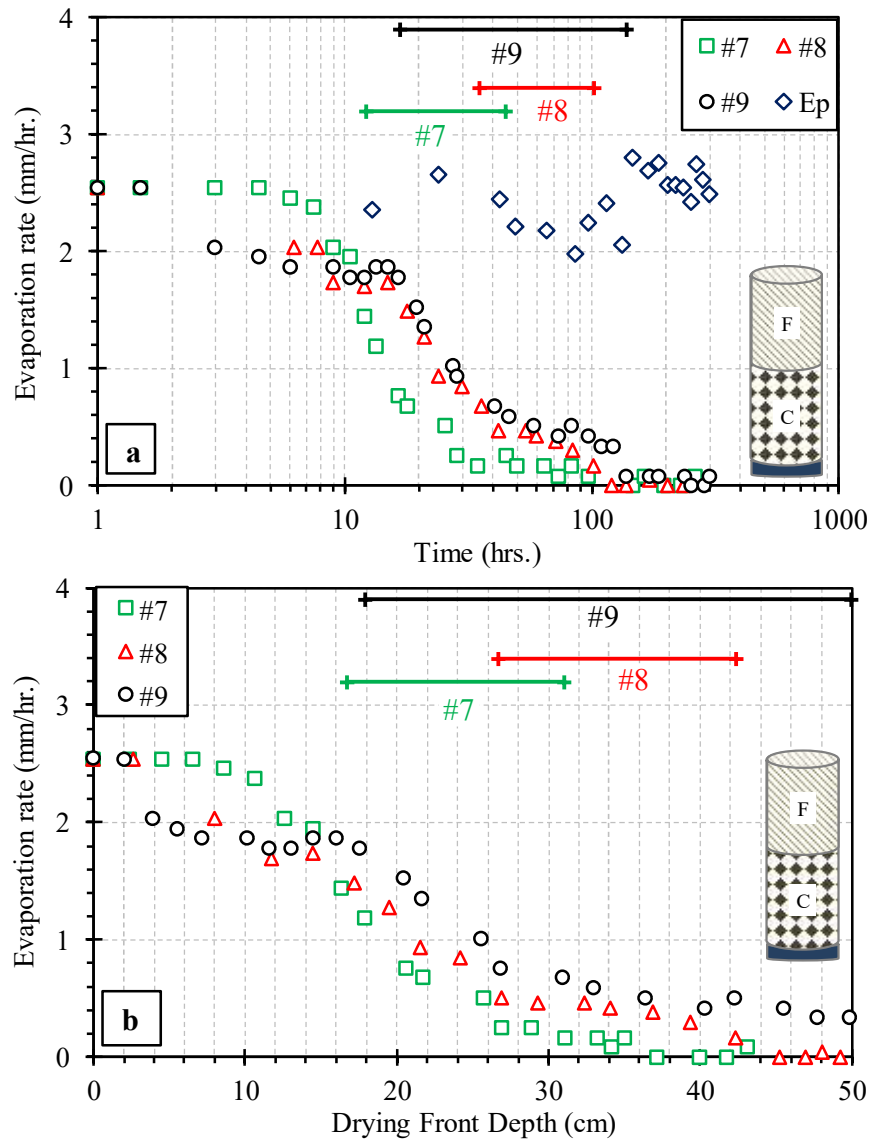 4
3
2
1
0
Evaporation rate (mm/hr.)
#9
#8
#7
#7 #8
#9 Ep
F
C
a
1 10 100 1000
Time (hrs.)
4
3
2
1
0
Evaporation rate (mm/hr.)
#7
#8
#9
#9
#8
#7
F
C
b
0 10 20 30 40 50
Drying Front Depth (cm)